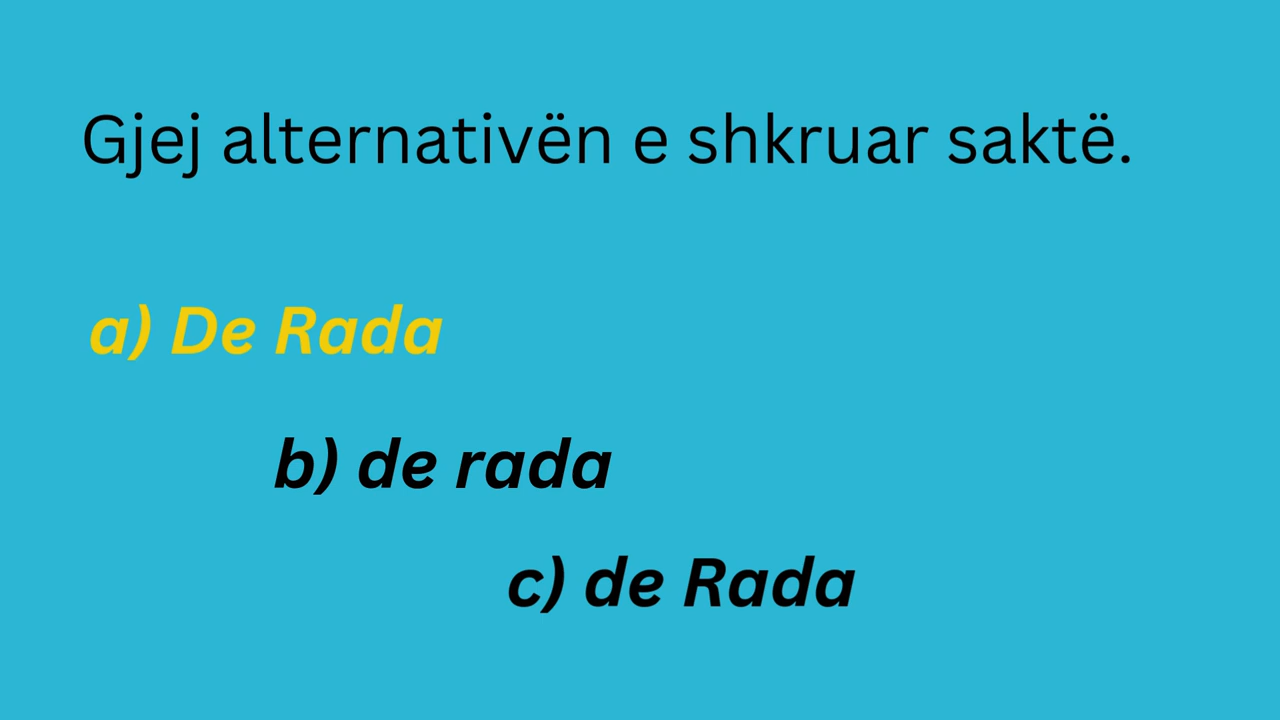 Gjej alternativën e shkruar saktë.
a) De Rada
b) de rada
c) de Rada